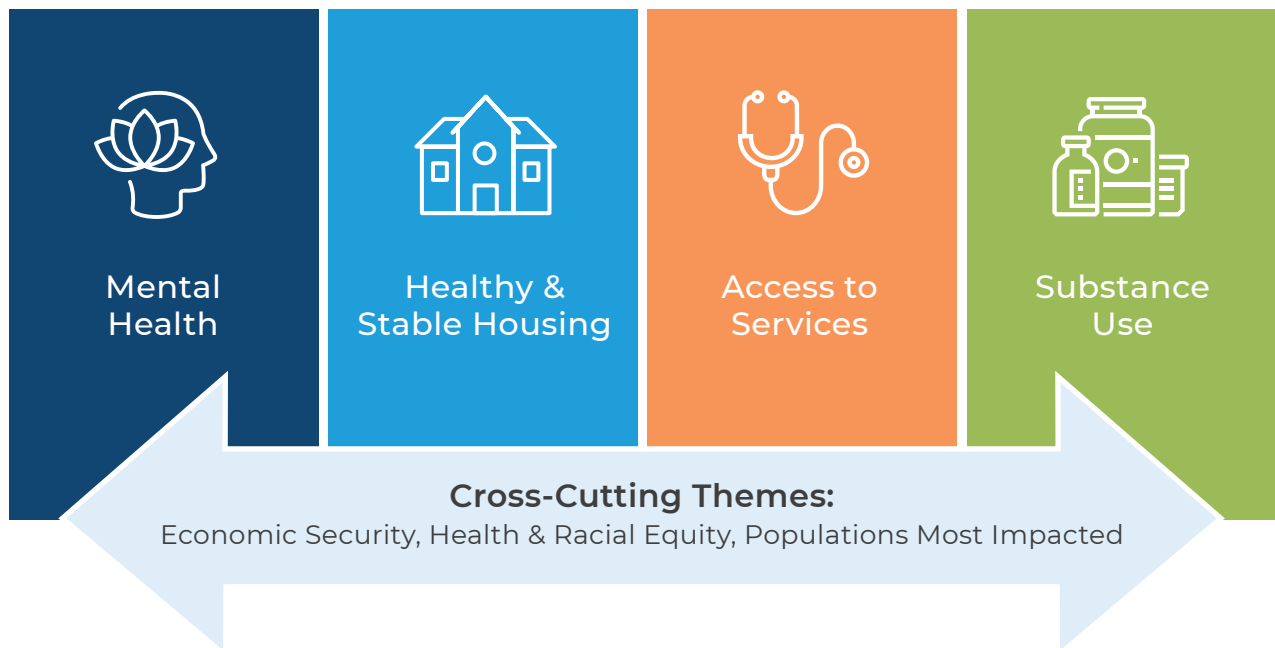 Mental
Health
Healthy &
Stable Housing
Access to
Services
Substance
Use
Cross-Cutting Themes:
Economic Security, Health & Racial Equity, Populations Most Impacted